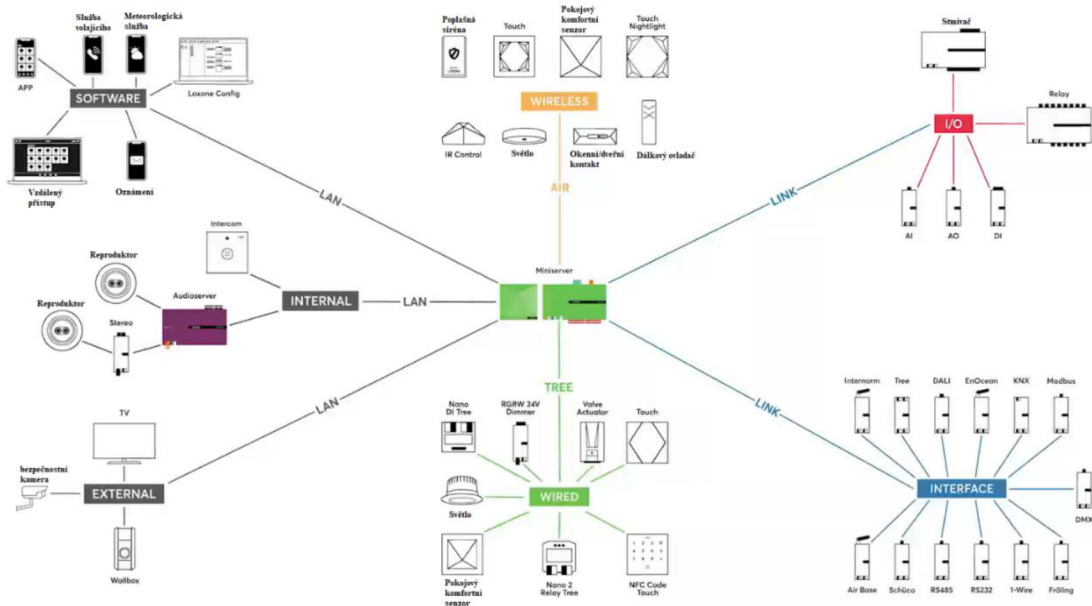 Služba
volajícího
Meteorologická
služba
APP
Loxone Config
SOFTWARE
Vzdálený
přístup
Oznámení
Poplašná
siréna
Touch
Pokojový
komfortní
senzor
Touch
Nightlight
WIRELESS
IR Control
Světlo
Okenní/dveřní
kontakt
Dálkový ovladač
AIR
Stmívač
Relay
I/O
AI
AO
DI
LAN
LINK
Intercom
Reproduktor
Audioserver
Reproduktor
Stereo
INTERNAL
LAN
Miniserver
LAN
TREE
LINK
TV
bezpečnostní
kamera
EXTERNAL
Wallbox
Nano
DI Tree
RGBW 24V
Dimmer
Valve
Actuator
Touch
Světlo
WIRED
Pokojový
komfortní
senzor
Nano 2
Relay Tree
NFC Code
Touch
Internorm
Tree
DALI
EnOcean
KNX
Modbus
INTERFACE
DMX
Air Base
Schüco
RS485
RS232
1-Wire
Fröling